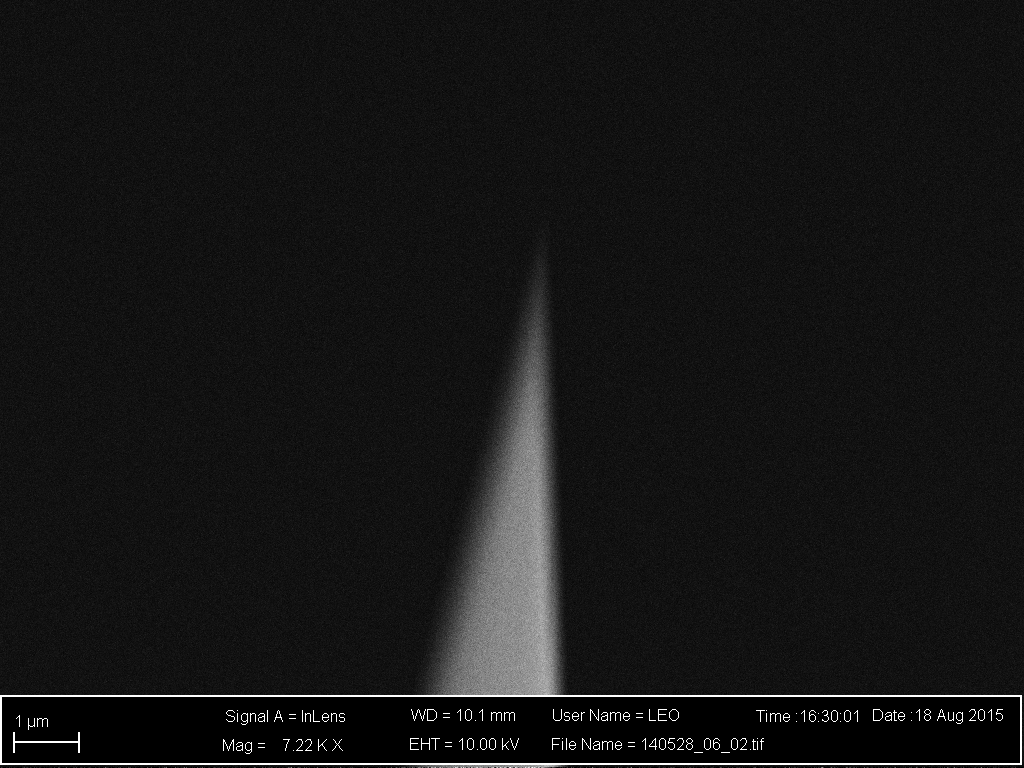 1 µm
Signal A = InLens
Mag = 7.22 K X
WD = 10.1 mm
EHT = 10.00 kV
User Name = LEO
File Name = 140528_06_02.tif
Time :16:30:01 Date :18 Aug 2015